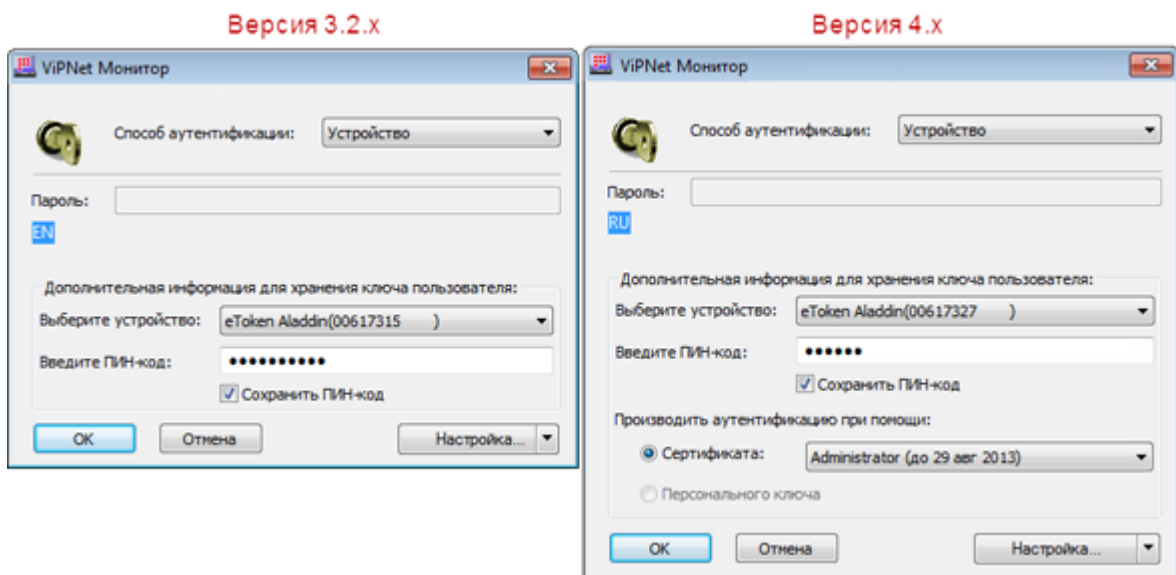 Версия 3.2.x
ViPNet Монитор
Способ аутентификации: Устройство
Пароль:
EN
Дополнительная информация для хранения ключа пользователя:
Выберите устройство: eToken Aladdin(00617315 )
Введите ПИН-код: ••••••••••
Сохранить ПИН-код
OK Отмена Настройка...
Версия 4.x
ViPNet Монитор
Способ аутентификации: Устройство
Пароль:
RU
Дополнительная информация для хранения ключа пользователя:
Выберите устройство: eToken Aladdin(00617327 )
Введите ПИН-код: ••••••
Сохранить ПИН-код
Производить аутентификацию при помощи:
Сертификата: Administrator (до 29 авг 2013)
Персонального ключа
OK Отмена Настройка...